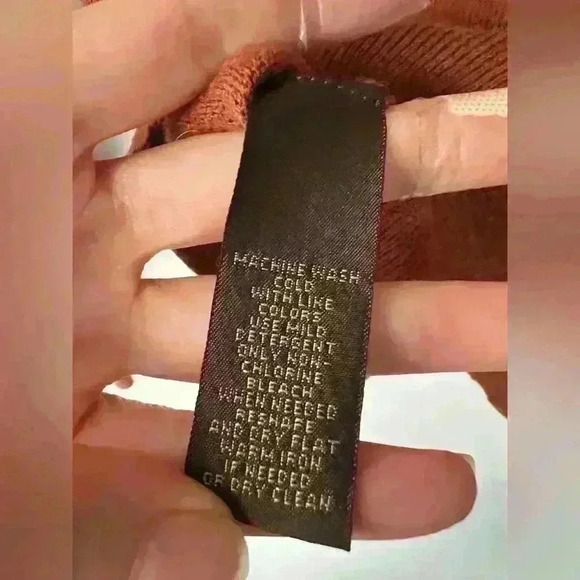 MACHINE WASH
COLD
WITH LIKE
COLORS
USE MILD
DETERGENT
ONLY NON-
CHLORINE
BLEACH
WHEN NEEDED
RESHAPE
AND DRY FLAT
WARM IRON
IF NEEDED
OR DRY CLEAN